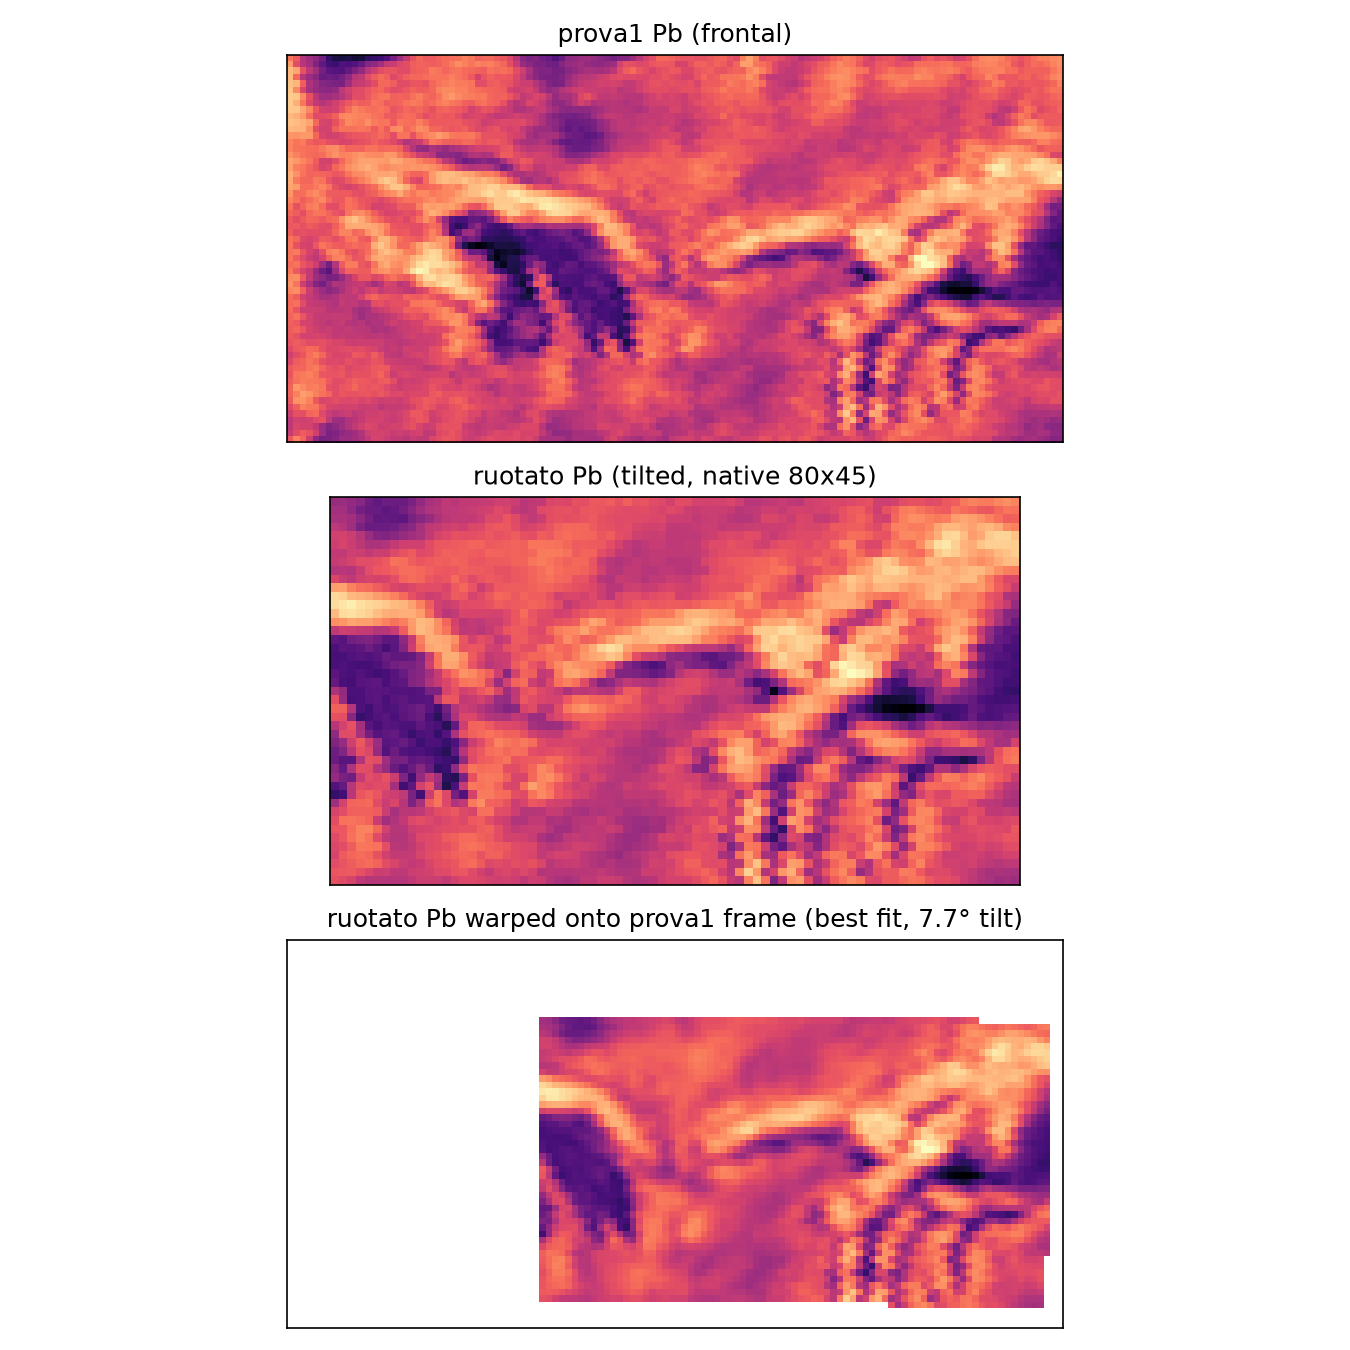 prova1 Pb (frontal)
ruotato Pb (tilted, native 80x45)
ruotato Pb warped onto prova1 frame (best fit, 7.7° tilt)